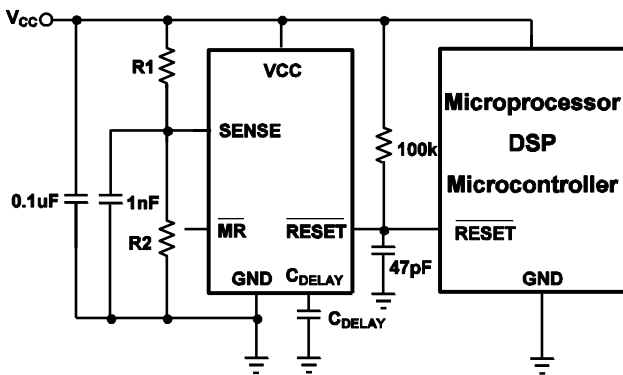 VCC
R1
VCC
SENSE
Microprocessor
DSP
Microcontroller
100k
0.1uF
1nF
R2
MR
RESET
RESET
47pF
GND
CDELAY
GND
CDELAY